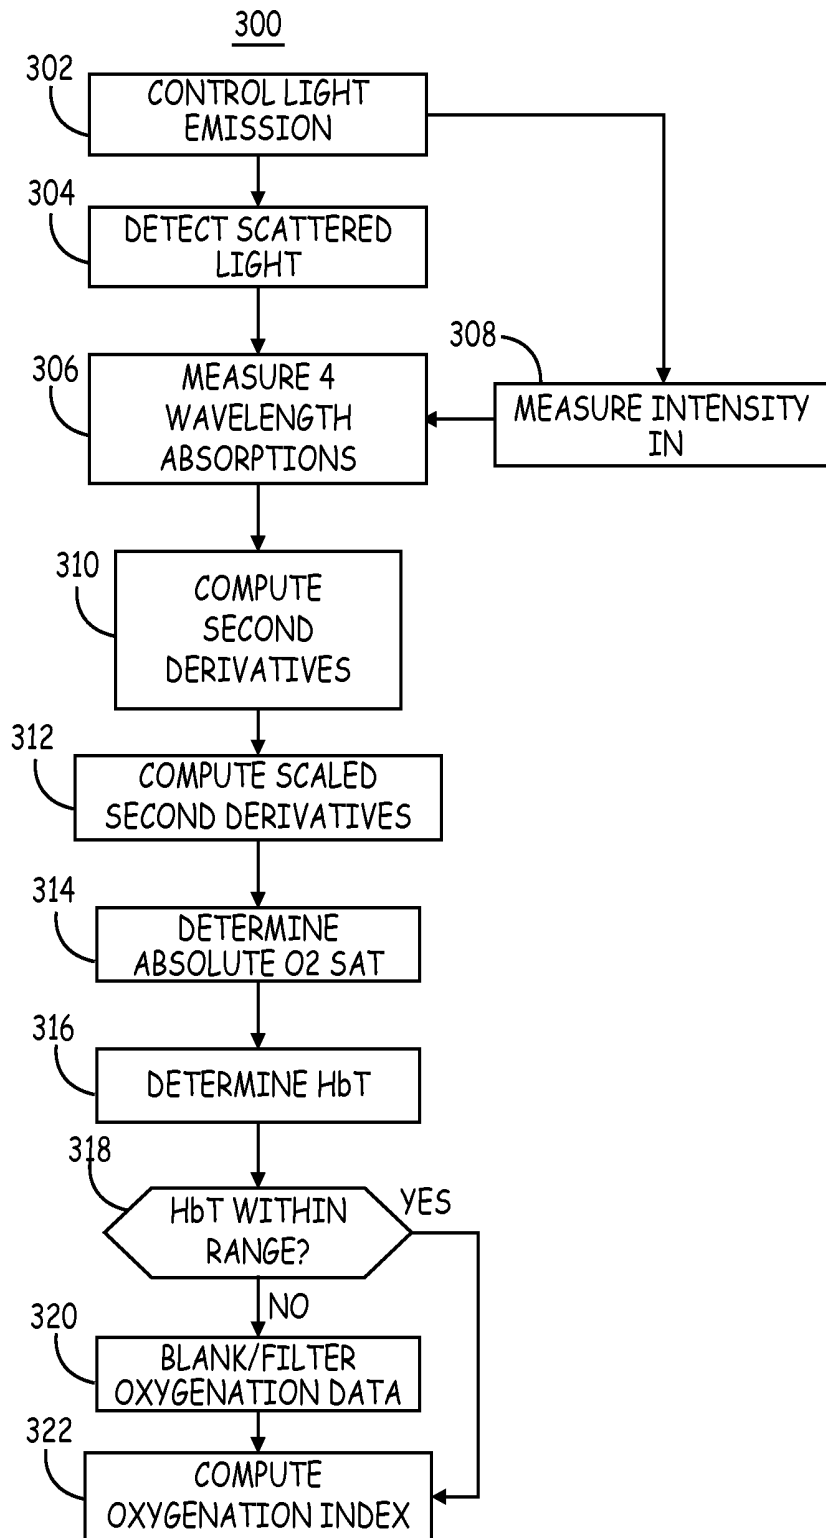 300
302
CONTROL LIGHT
EMISSION
304
DETECT SCATTERED
LIGHT
306
MEASURE 4
WAVELENGTH
ABSORPTIONS
308
MEASURE INTENSITY
IN
310
COMPUTE
SECOND
DERIVATIVES
312
COMPUTE SCALED
SECOND DERIVATIVES
314
DETERMINE
ABSOLUTE O2 SAT
316
DETERMINE HbT
318
HbT WITHIN
RANGE?
YES
NO
320
BLANK/FILTER
OXYGENATION DATA
322
COMPUTE
OXYGENATION INDEX